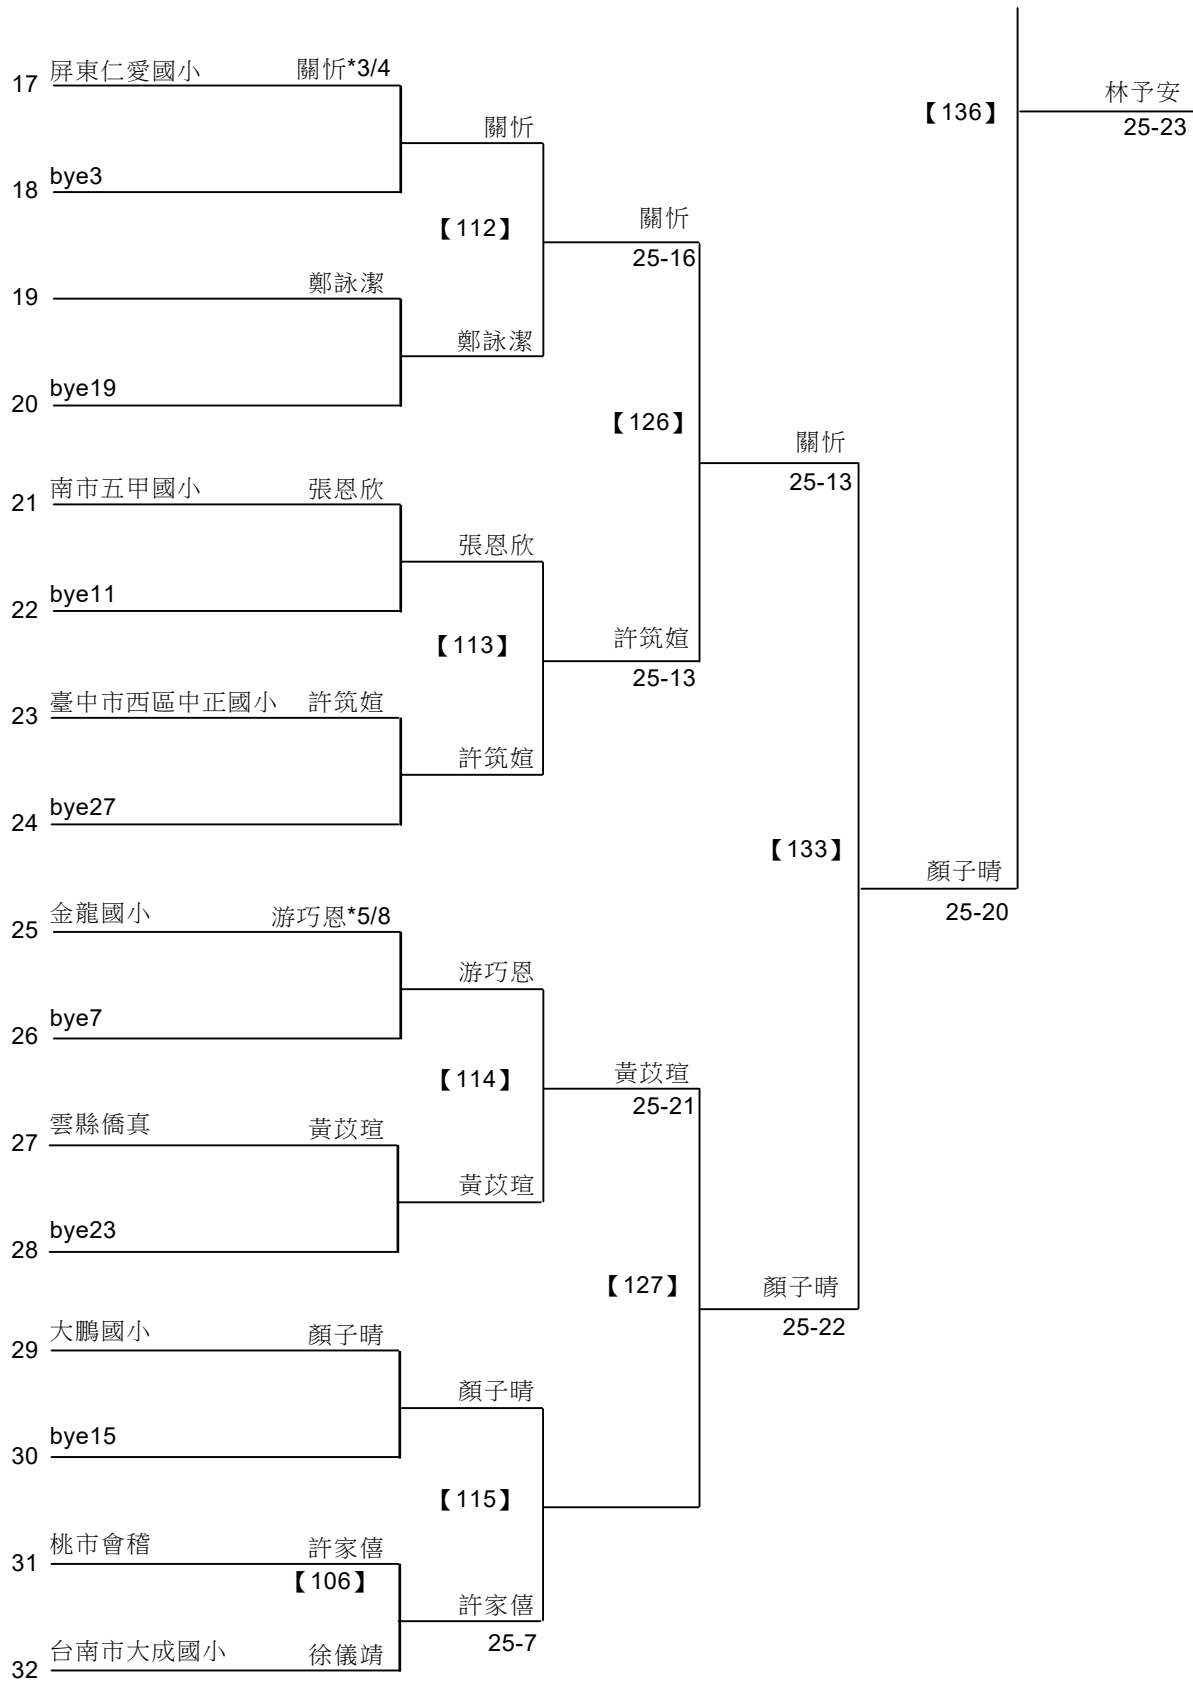 17 屏東仁愛國小 關忻*3/4
【136】 林予安
25-23
關忻
18 bye3
【112】 關忻
25-16
19 鄭詠潔
鄭詠潔
20 bye19
【126】 關忻
25-13
21 南市五甲國小 張恩欣
張恩欣
22 bye11
【113】 許筑媗
25-13
23 臺中市西區中正國小 許筑媗
許筑媗
24 bye27
【133】 顏子晴
25-20
25 金龍國小 游巧恩*5/8
游巧恩
26 bye7
【114】 黃苡瑄
25-21
27 雲縣僑真 黃苡瑄
黃苡瑄
28 bye23
【127】 顏子晴
25-22
29 大鵬國小 顏子晴
顏子晴
30 bye15
【115】
31 桃市會稽 許家僖
【106】 許家僖
25-7
32 台南市大成國小 徐儀靖